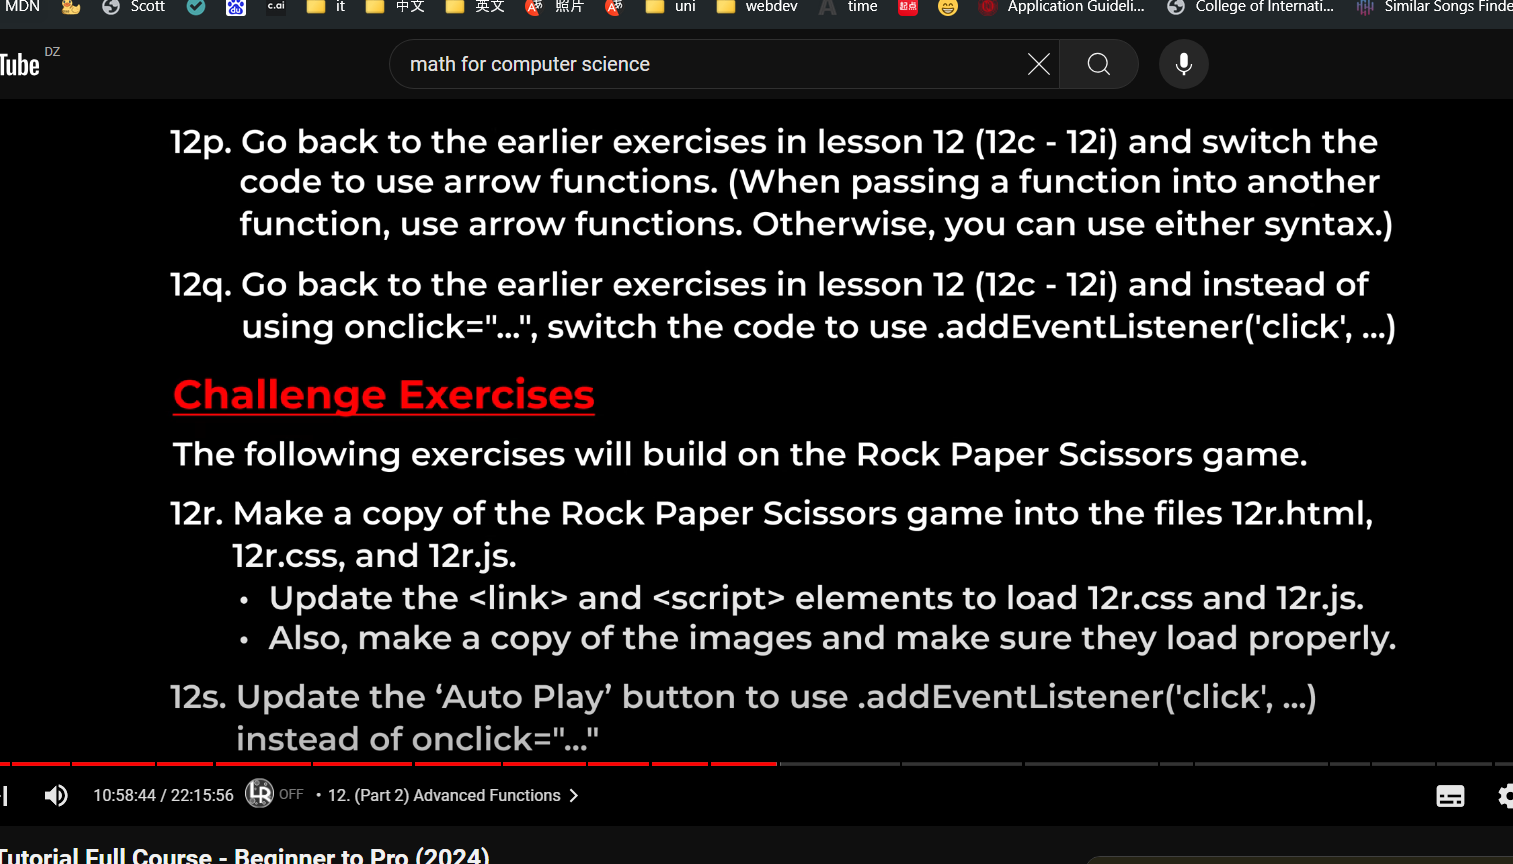 MDN Scott c.ai it 中文 英文 照片 uni webdev time 起点 Application Guideli... College of Internati... Similar Songs Finde
Tube DZ
math for computer science
12p. Go back to the earlier exercises in lesson 12 (12c - 12i) and switch the
code to use arrow functions. (When passing a function into another
function, use arrow functions. Otherwise, you can use either syntax.)
12q. Go back to the earlier exercises in lesson 12 (12c - 12i) and instead of
using onclick="...", switch the code to use .addEventListener('click', ...)
Challenge Exercises
The following exercises will build on the Rock Paper Scissors game.
12r. Make a copy of the Rock Paper Scissors game into the files 12r.html,
12r.css, and 12r.js.
• Update the <link> and <script> elements to load 12r.css and 12r.js.
• Also, make a copy of the images and make sure they load properly.
12s. Update the ‘Auto Play’ button to use .addEventListener('click', ...)
instead of onclick="..."
10:58:44 / 22:15:56 LR OFF • 12. (Part 2) Advanced Functions
Tutorial Full Course - Beginner to Pro (2024)